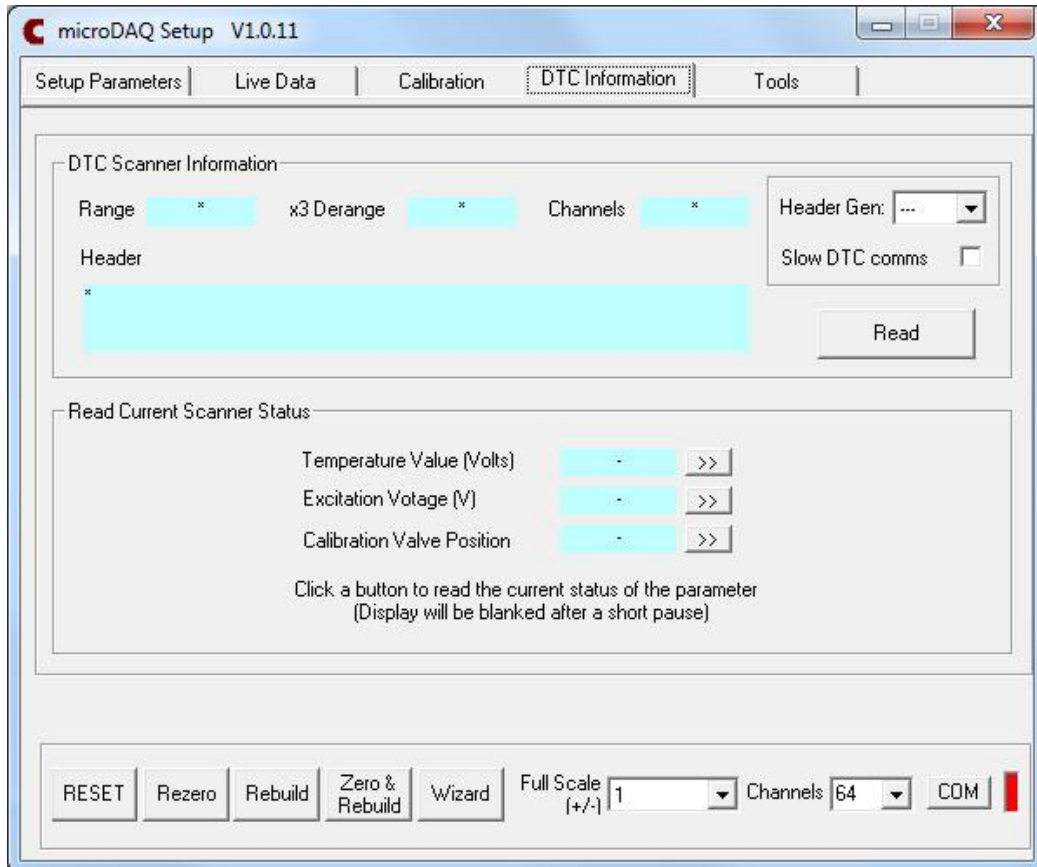 microDAQ Setup V1.0.11
Setup Parameters Live Data Calibration DTC Information Tools
DTC Scanner Information
Range * x3 Derange * Channels * Header Gen: ---
Header Slow DTC comms
*
Read
Read Current Scanner Status
Temperature Value (Volts) - >>
Excitation Votage (V) - >>
Calibration Valve Position - >>
Click a button to read the current status of the parameter
(Display will be blanked after a short pause)
RESET Rezero Rebuild Zero & Rebuild Wizard Full Scale (+/-) 1 Channels 64 COM